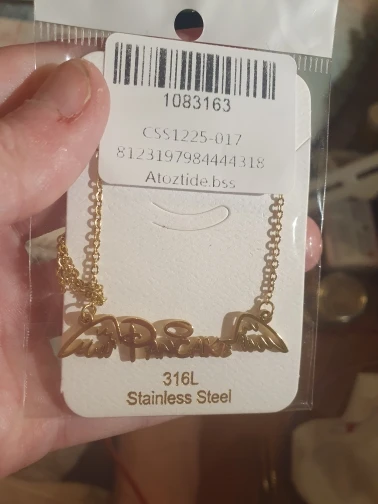 1083163
CSS1225-017
8123197984444318
Atoztide.bss
316L
Stainless Steel